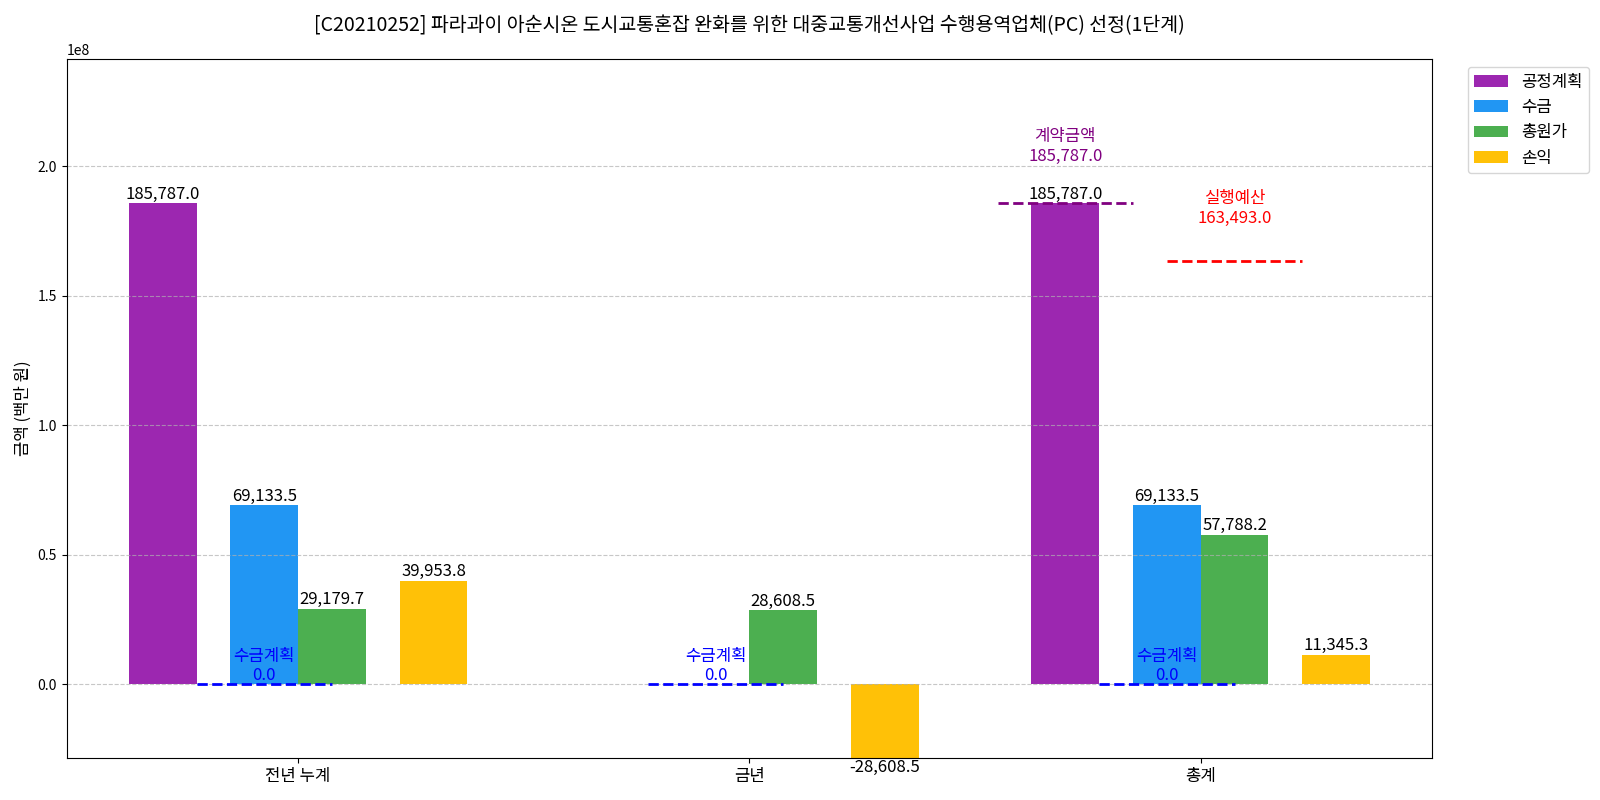 [C20210252] 파라과이 아순시온 도시교통혼잡 완화를 위한 대중교통개선사업 수행용역업체(PC) 선정(1단계)
1e8
공정계획
수금
총원가
손익
계약금액
185,787.0
185,787.0
185,787.0
실행예산
163,493.0
2.0
1.5
1.0
0.5
0.0
금액 (백만 원)
69,133.5
29,179.7
39,953.8
수금계획
0.0
28,608.5
수금계획
0.0
-28,608.5
69,133.5
57,788.2
11,345.3
수금계획
0.0
전년 누계
금년
총계